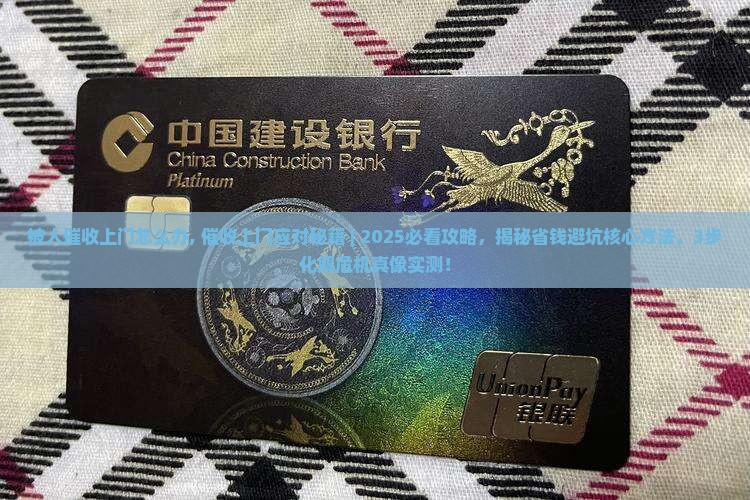 中国建设银行
China Construction Bank
Platinum
被人催收上门怎么办, 催收上门应对秘籍|2025必看攻略，揭秘省钱避坑核心方法，3步
化解危机真像实测！
UnionPay
银联